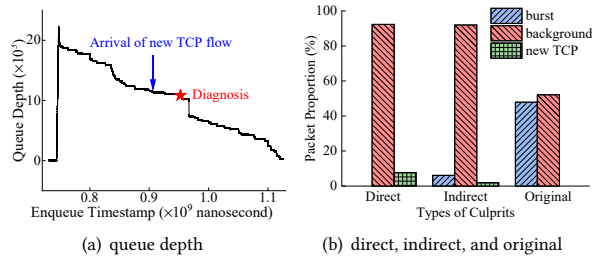 Queue Depth (×10³)
20
10
0
Arrival of new TCP flow
Diagnosis
0.8 0.9 1.0 1.1
Enqueue Timestamp (×10⁹ nanosecond)
(a) queue depth
Packet Proportion (%)
100
80
60
40
20
0
burst
background
new TCP
Direct Indirect Original
Types of Culprits
(b) direct, indirect, and original